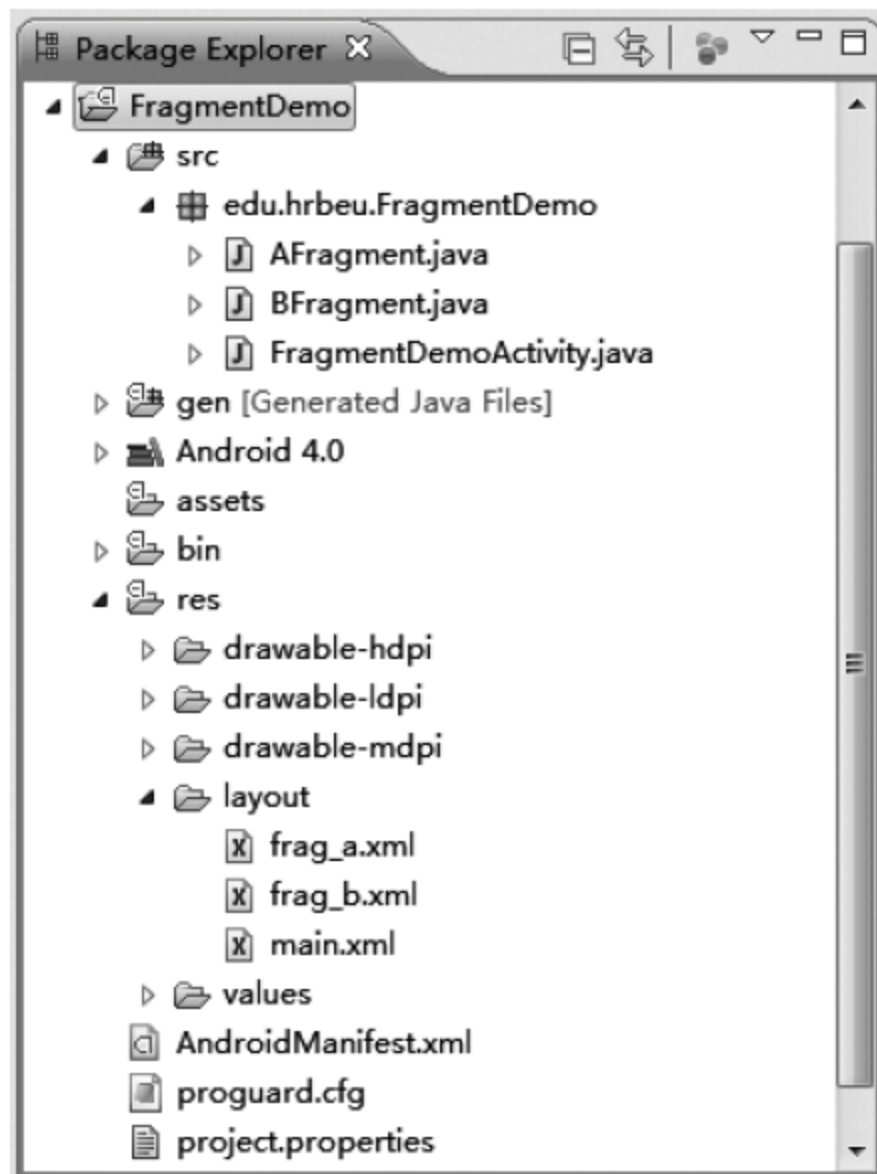 Package Explorer
FragmentDemo
src
edu.hrbeu.FragmentDemo
AFragment.java
BFragment.java
FragmentDemoActivity.java
gen [Generated Java Files]
Android 4.0
assets
bin
res
drawable-hdpi
drawable-ldpi
drawable-mdpi
layout
frag_a.xml
frag_b.xml
main.xml
values
AndroidManifest.xml
proguard.cfg
project.properties